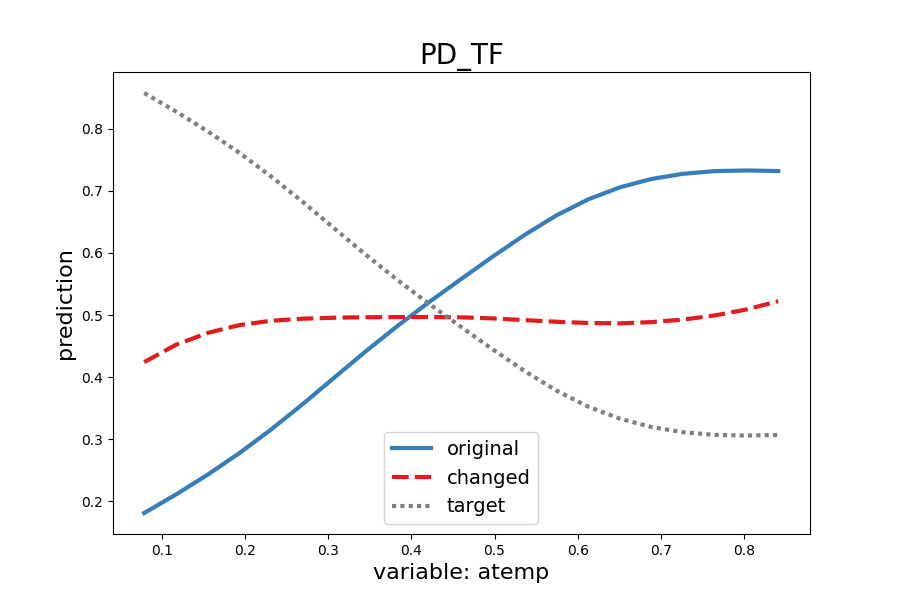 PD_TF
prediction
0.8
0.7
0.6
0.5
0.4
0.3
0.2
original
changed
target
0.1 0.2 0.3 0.4 0.5 0.6 0.7 0.8
variable: atemp